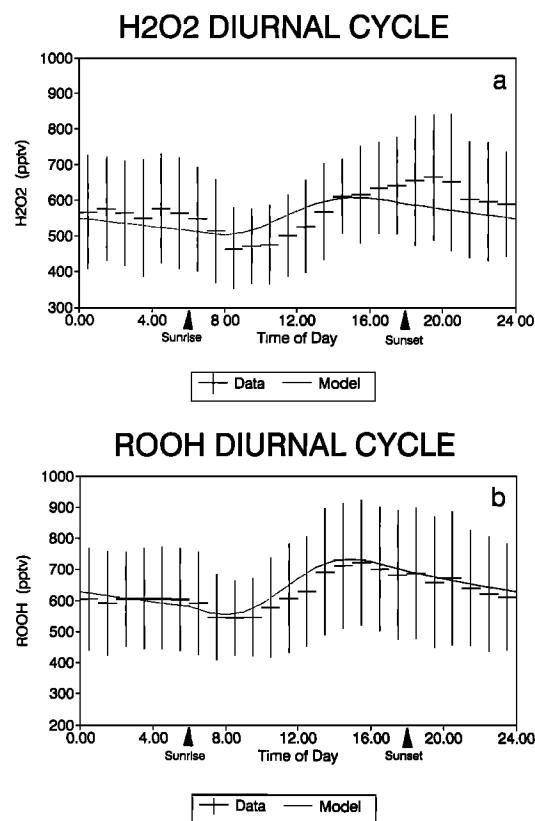 H2O2 DIURNAL CYCLE
1000
a
900
800
H2O2 (pptv)
700
600
500
400
300
0.00 4.00 8.00 12.00 16.00 20.00 24.00
Sunrise Time of Day Sunset
Data Model
ROOH DIURNAL CYCLE
1000
b
900
800
ROOH (pptv)
700
600
500
400
300
200
0.00 4.00 8.00 12.00 16.00 20.00 24.00
Sunrise Time of Day Sunset
Data Model